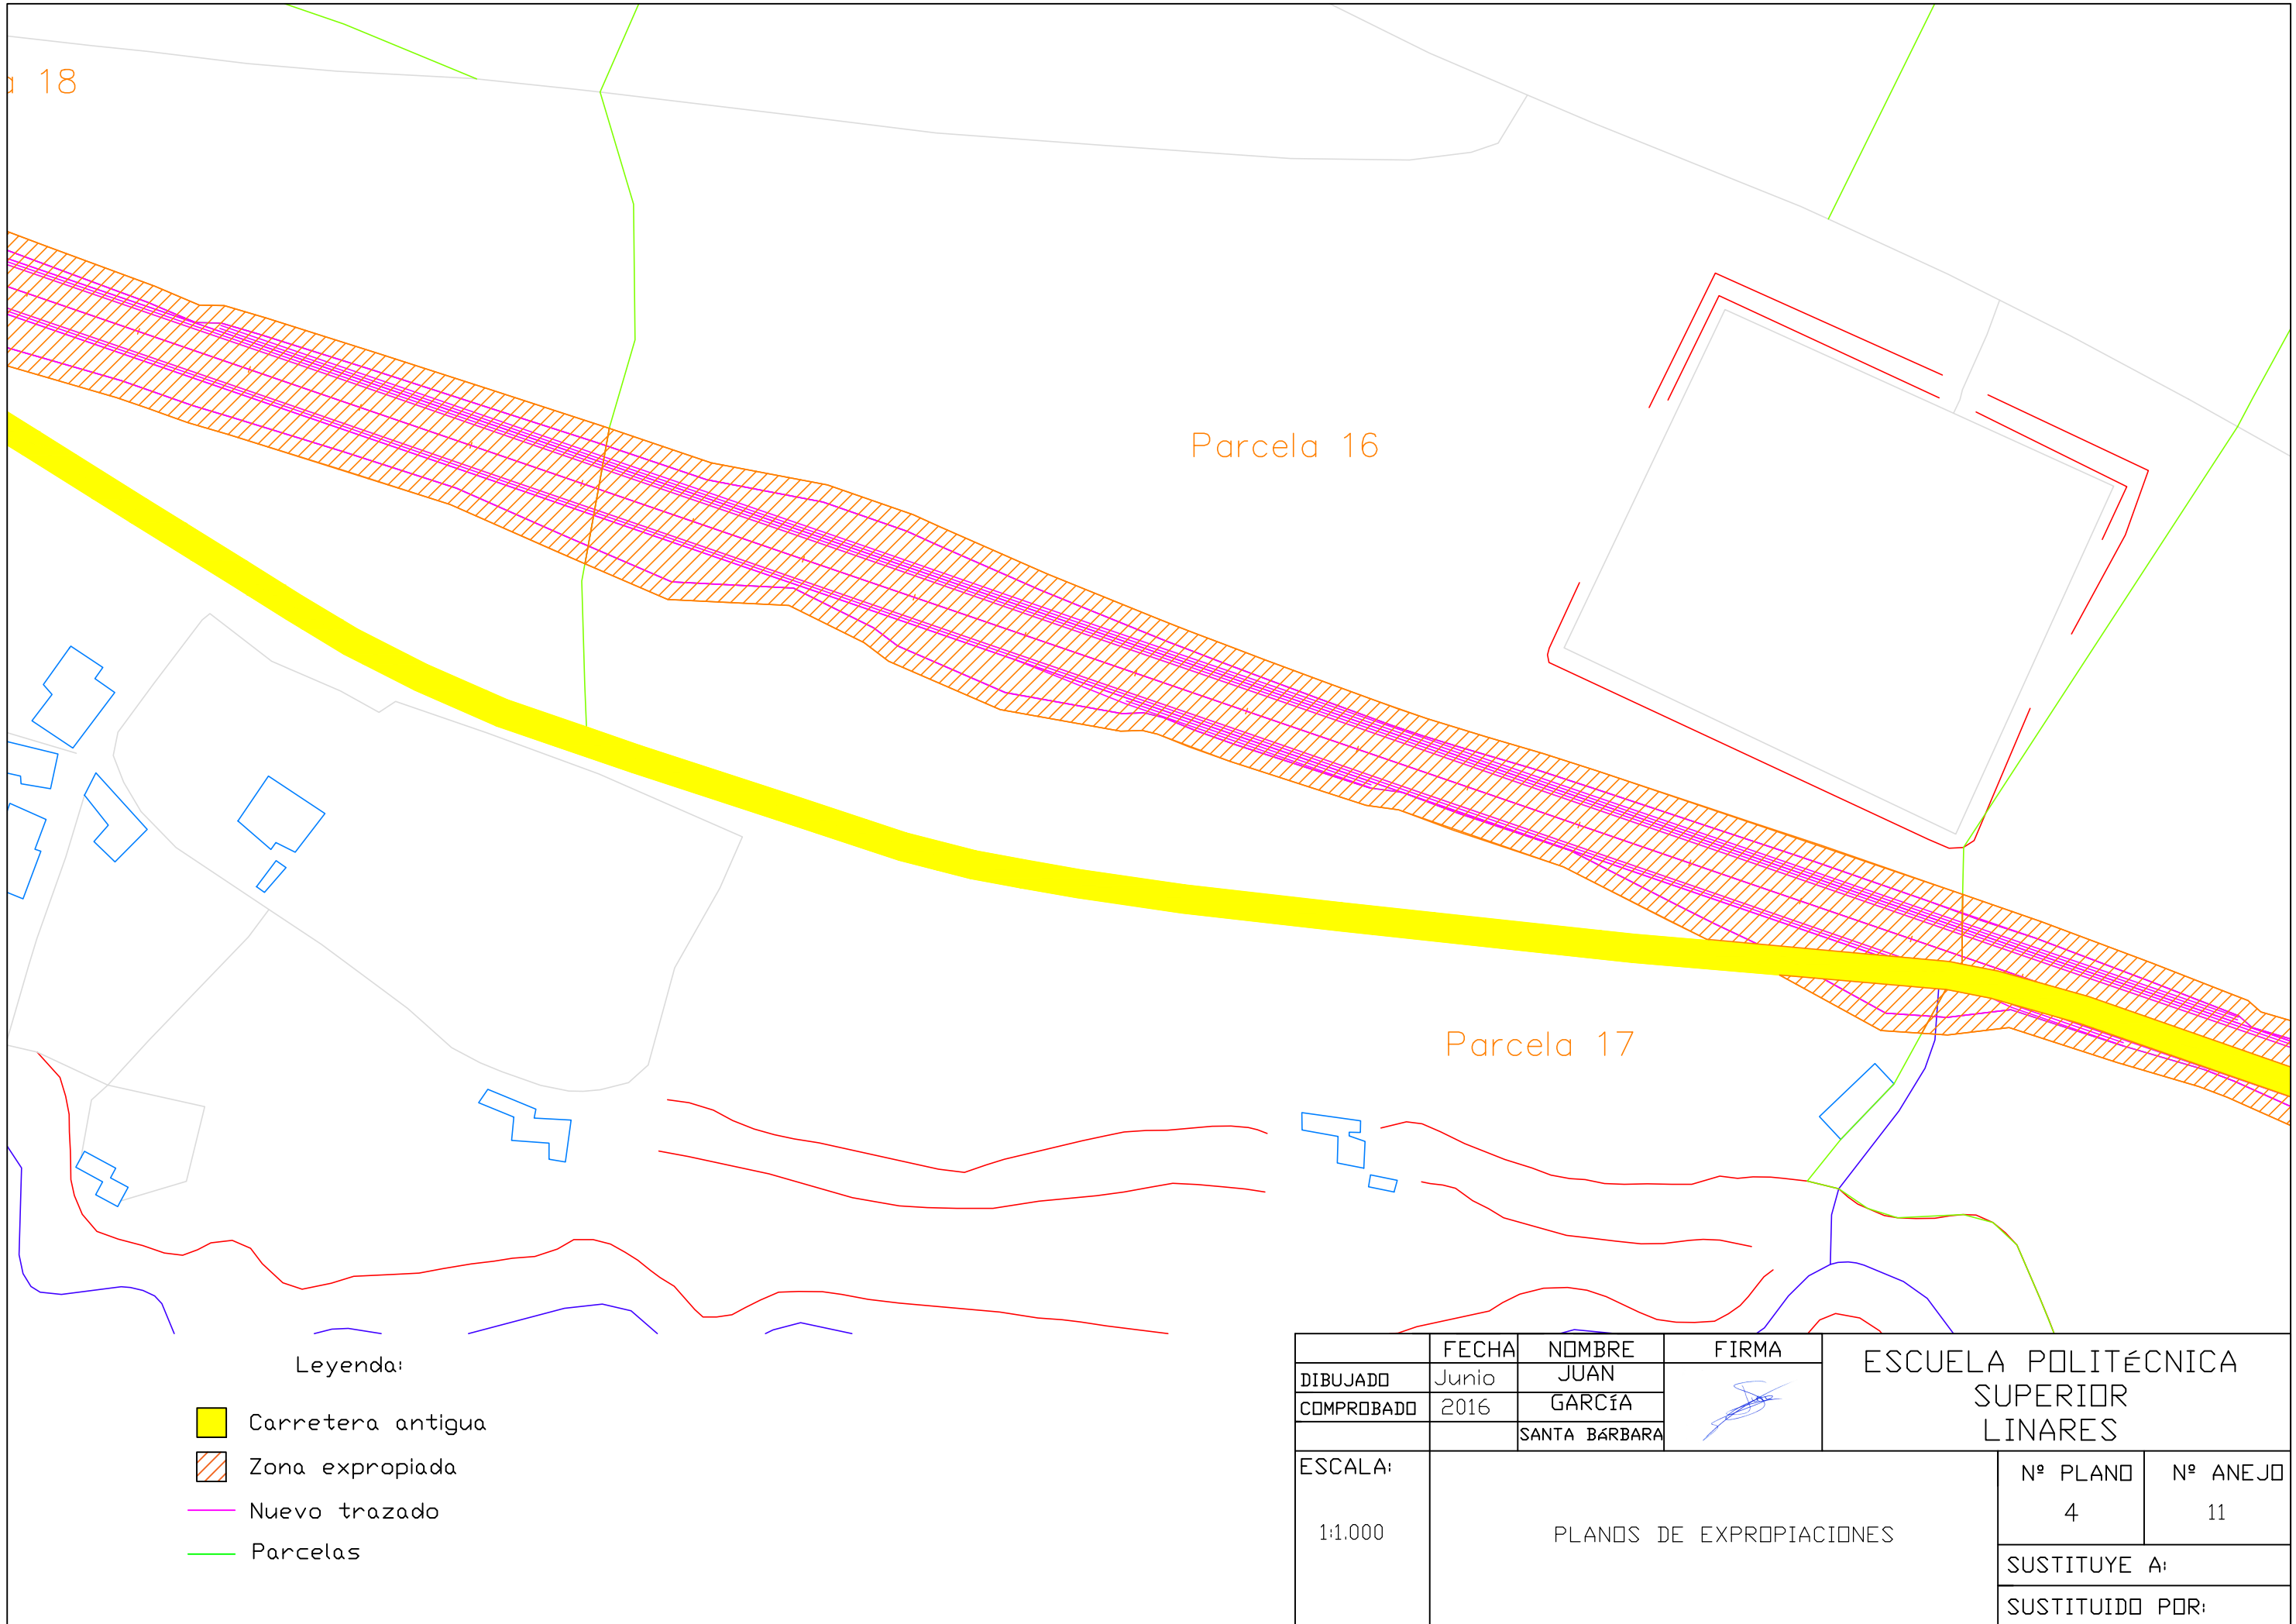 18
Parcela 16
Parcela 17
Leyenda:
Carretera antigua
Zona expropiada
Nuevo trazado
Parcelas
FECHA NOMBRE FIRMA
DIBUJADO Junio JUAN
COMPROBADO 2016 GARCÍA
SANTA BÁRBARA
ESCUELA POLITéCNICA
SUPERIOR
LINARES
ESCALA:
1:1.000
PLANOS DE EXPROPIACIONES
Nº PLANO Nº ANEJO
4 11
SUSTITUYE A:
SUSTITUIDO POR: